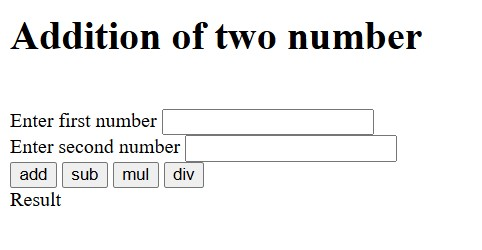 Addition of two number
Enter first number
Enter second number
add sub mul div
Result